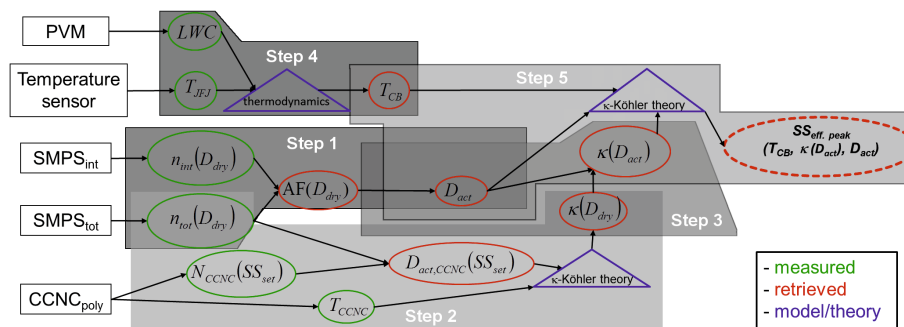 PVM
LWC
Step 4
Temperature
sensor
T_JFJ
thermodynamics
T_CB
Step 5
κ-Köhler theory
SS_eff. peak
(T_CB, κ(D_act), D_act)
Step 1
SMPS_int
n_int(D_dry)
AF(D_dry)
D_act
κ(D_act)
SMPS_tot
n_tot(D_dry)
κ(D_dry)
Step 3
N_CCNC(SS_set)
D_act,CCNC(SS_set)
κ-Köhler theory
CCNC_poly
T_CCNC
Step 2
- measured
- retrieved
- model/theory